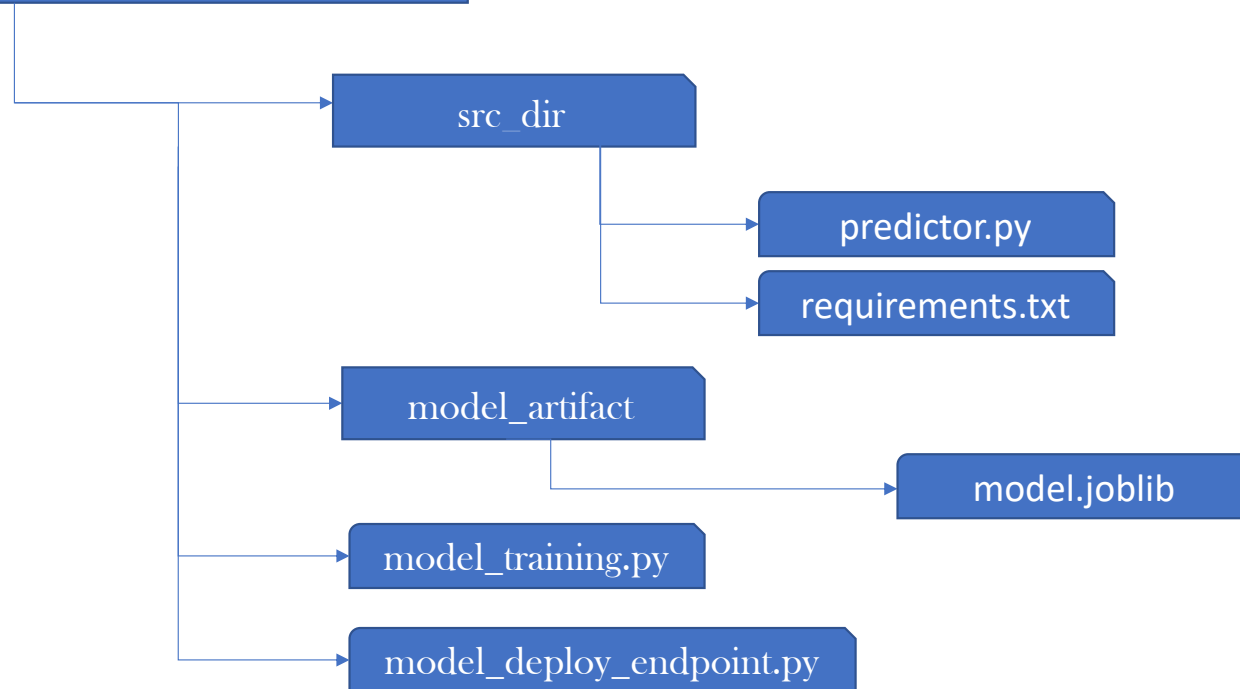 src_dir
predictor.py
requirements.txt
model_artifact
model.joblib
model_training.py
model_deploy_endpoint.py